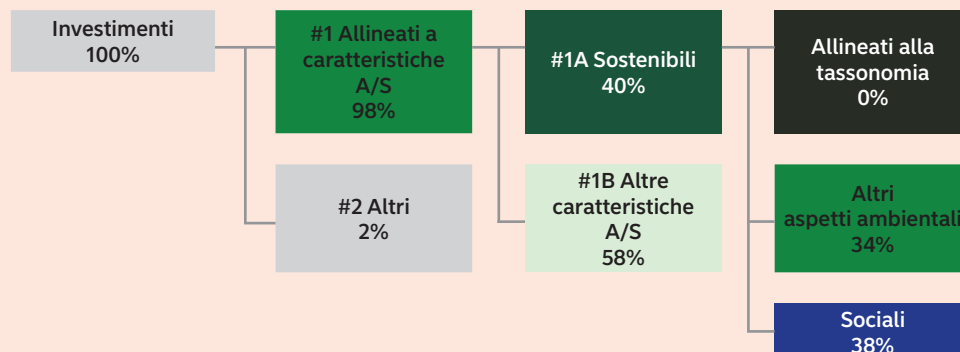 Investimenti
100%
#1 Allineati a
caratteristiche
A/S
98%
#1A Sostenibili
40%
Allineati alla
tassonomia
0%
#2 Altri
2%
#1B Altre
caratteristiche
A/S
58%
Altri
aspetti ambientali
34%
Sociali
38%